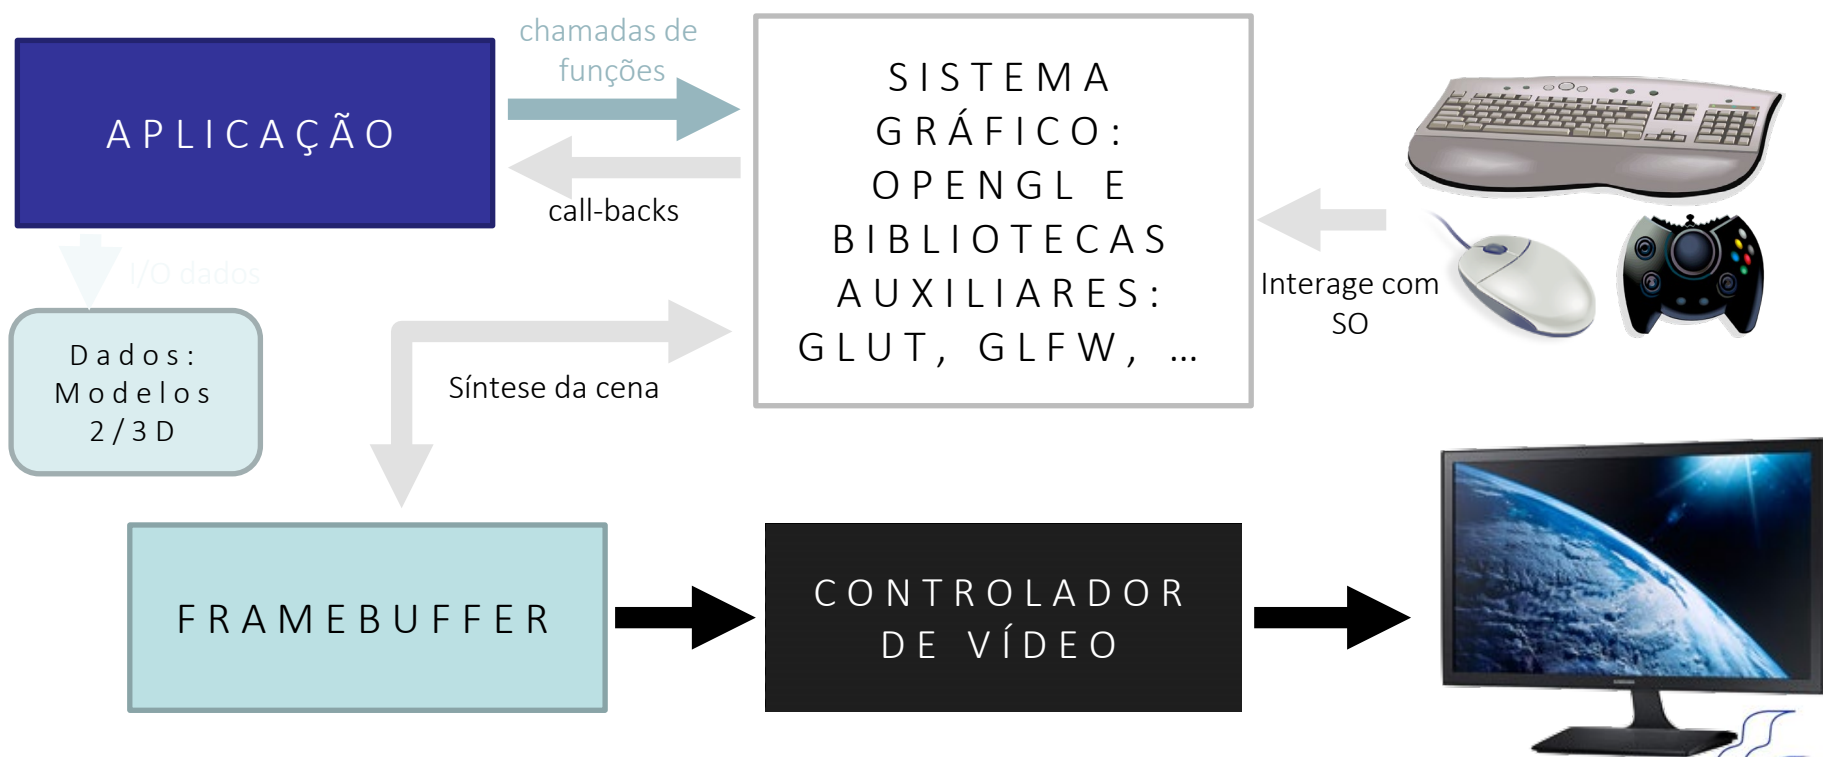 chamadas de
funções
APLICAÇÃO
call-backs
I/O dados
Dados:
Modelos
2/3D
SISTEMA
GRÁFICO:
OPENGL E
BIBLIOTECAS
AUXILIARES:
GLUT, GLFW, ...
Interage com
SO
Síntese da cena
FRAMEBUFFER
CONTROLADOR
DE VÍDEO